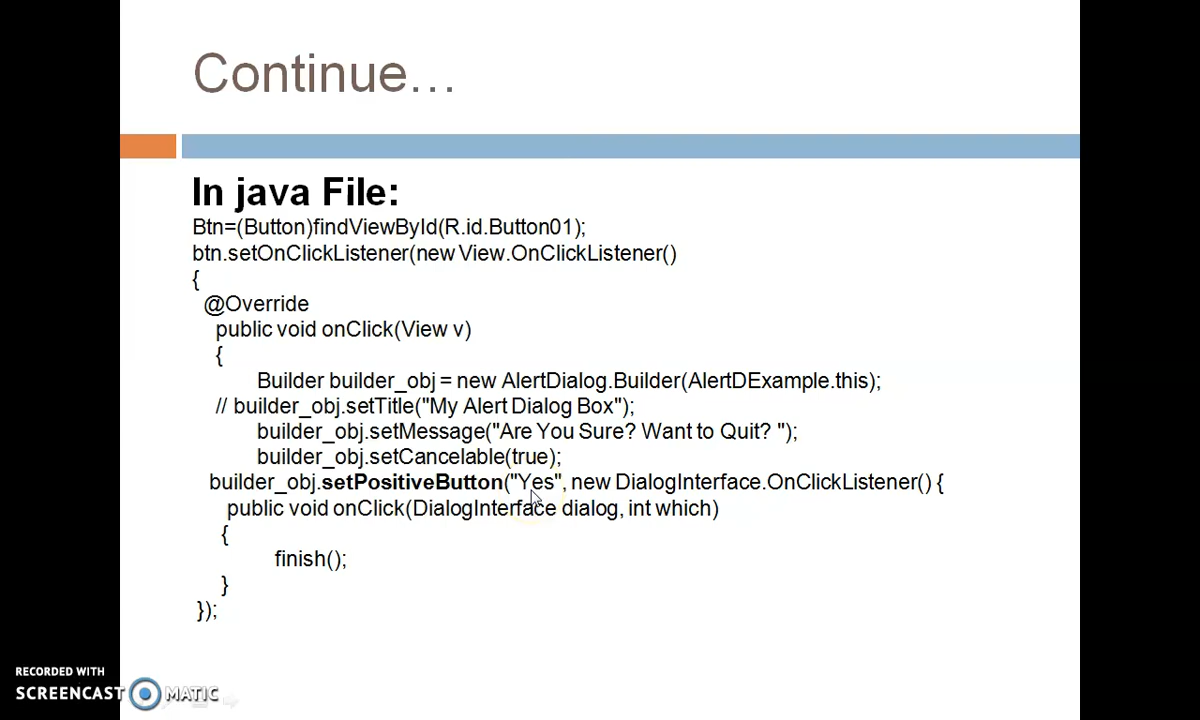 Continue…
In java File:
Btn=(Button)findViewById(R.id.Button01);
btn.setOnClickListener(new View.OnClickListener()
{
@Override
public void onClick(View v)
{
Builder builder_obj = new AlertDialog.Builder(AlertDExample.this);
// builder_obj.setTitle("My Alert Dialog Box");
builder_obj.setMessage("Are You Sure? Want to Quit? ");
builder_obj.setCancelable(true);
builder_obj.setPositiveButton("Yes", new DialogInterface.OnClickListener() {
public void onClick(DialogInterface dialog, int which)
{
finish();
}
});
RECORDED WITH
SCREENCAST MATIC